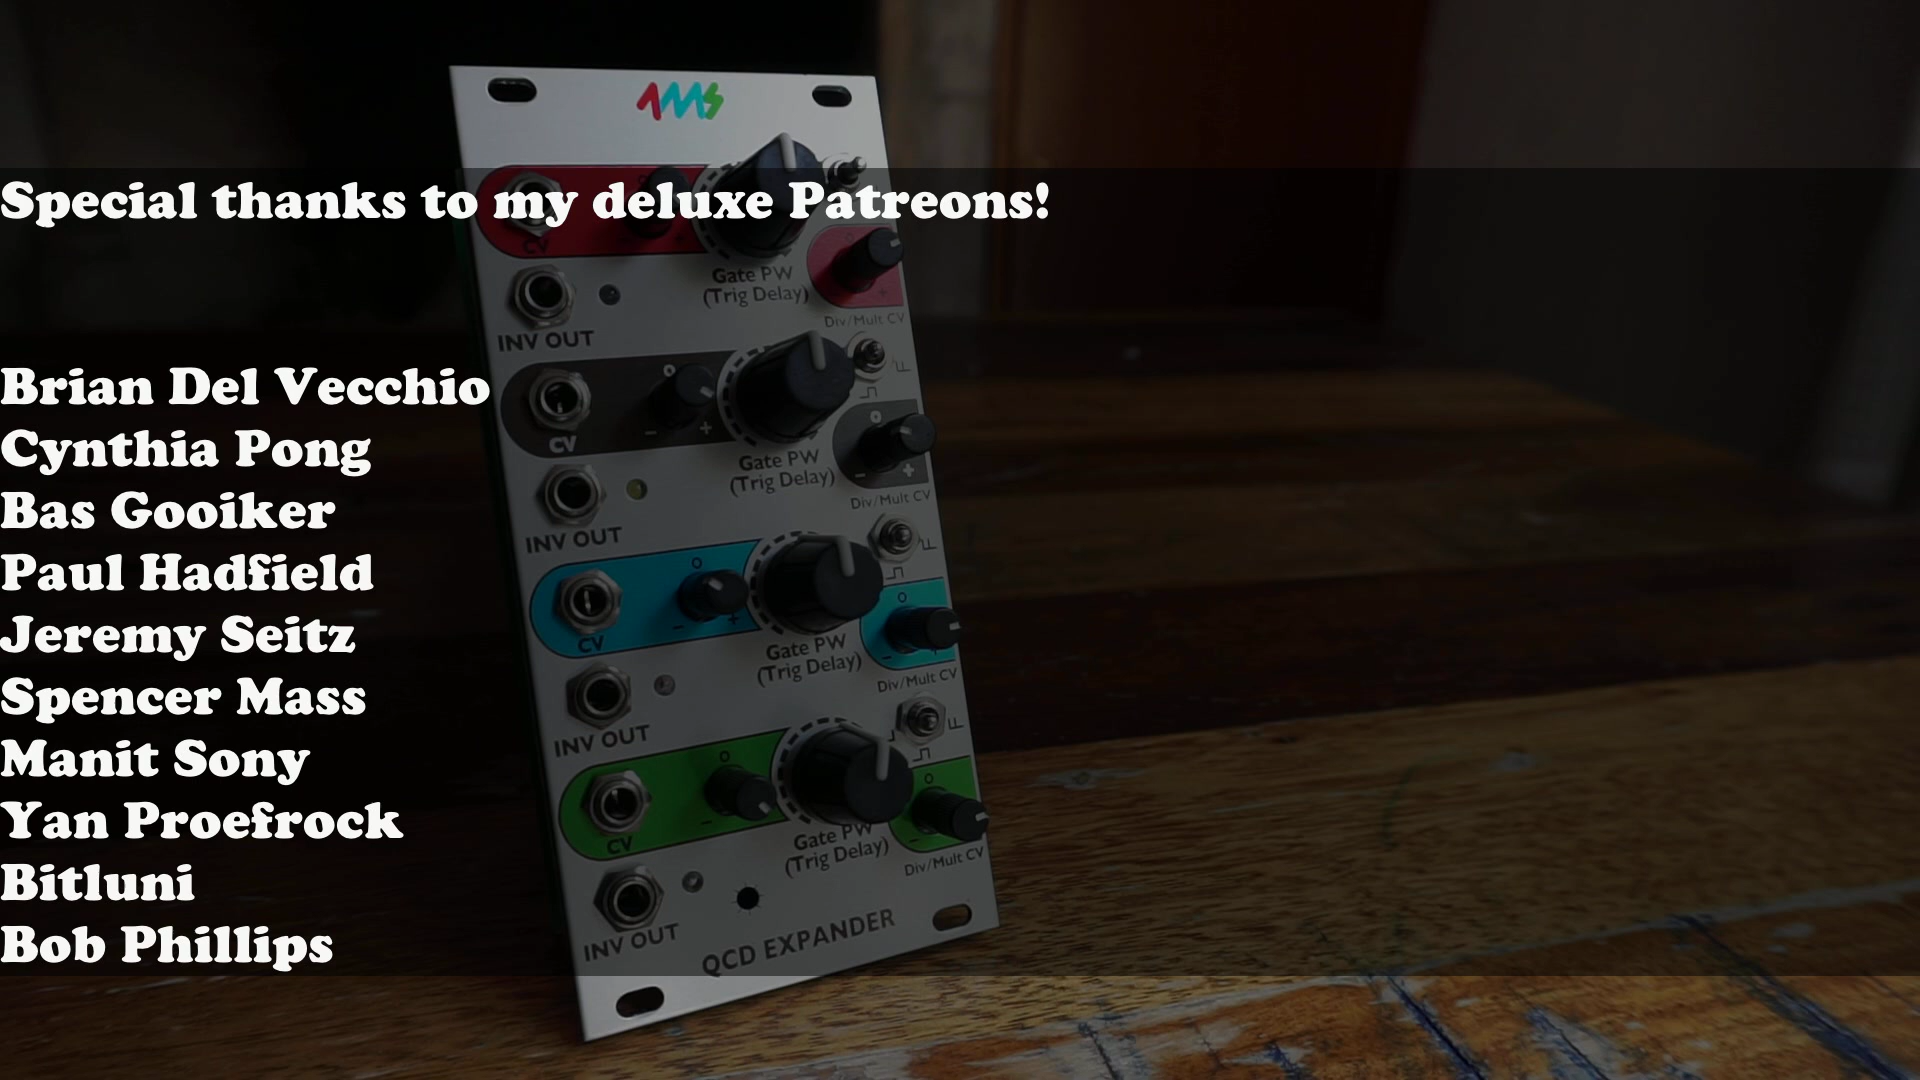 4MS
Special thanks to my deluxe Patreons!
CV
Gate PW
(Trig Delay)
Div/Mult CV
INV OUT
Brian Del Vecchio
Cynthia Pong
CV
Gate PW
(Trig Delay)
Div/Mult CV
INV OUT
Bas Gooiker
Paul Hadfield
Jeremy Seitz
CV
Gate PW
(Trig Delay)
Div/Mult CV
INV OUT
Spencer Mass
Manit Sony
Yan Proefrock
CV
Gate PW
(Trig Delay)
Div/Mult CV
INV OUT
Bitluni
Bob Phillips
QCD EXPANDER